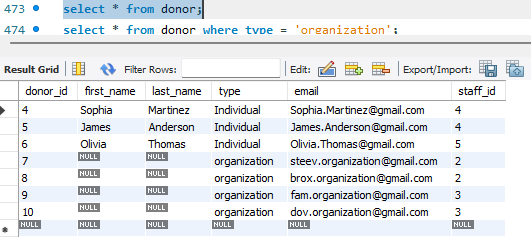 473 select * from donor;
474 select * from donor where type = 'organization';
Result Grid Filter Rows: Edit: Export/Import:
donor_id first_name last_name type email staff_id
4 Sophia Martinez Individual Sophia.Martinez@gmail.com 4
5 James Anderson Individual James.Anderson@gmail.com 4
6 Olivia Thomas Individual Olivia.Thomas@gmail.com 5
7 NULL NULL organization steev.organization@gmail.com 2
8 NULL NULL organization brox.organization@gmail.com 2
9 NULL NULL organization fam.organization@gmail.com 3
10 NULL NULL organization dov.organization@gmail.com 3
NULL NULL NULL NULL NULL NULL